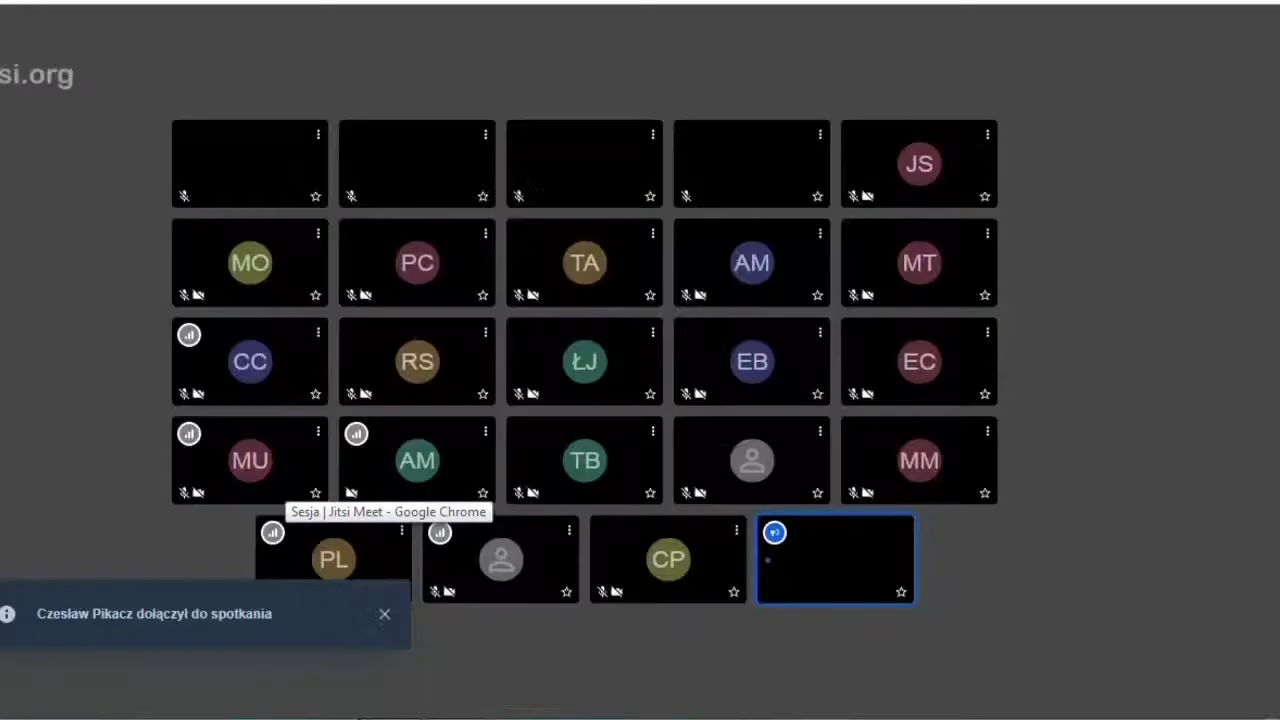 si.org
JS
MO
PC
TA
AM
MT
CC
RS
ŁJ
EB
EC
MU
AM
TB
MM
Sesja | Jitsi Meet - Google Chrome
PL
CP
Czesław Pikacz dołączył do spotkania